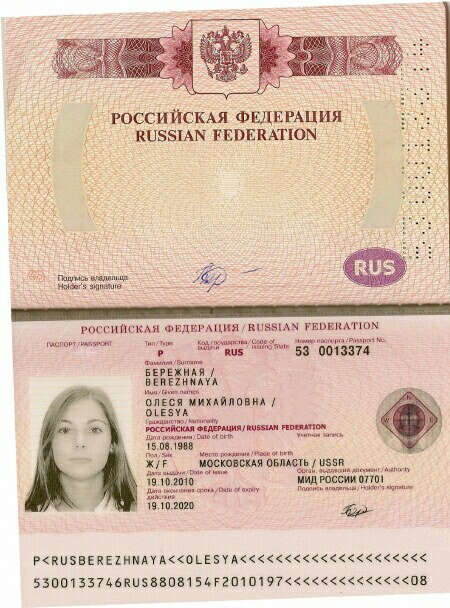 РОССИЙСКАЯ ФЕДЕРАЦИЯ
RUSSIAN FEDERATION
Подпись владельца
Holder's signature
RUS
РОССИЙСКАЯ ФЕДЕРАЦИЯ / RUSSIAN FEDERATION
ПАСПОРТ / PASSPORT
Тип / Type
Код государства / Code of
выдачи issuing State
Номер паспорта / Passport No.
P RUS 53 0013374
Фамилия / Surname
БЕРЕЖНАЯ /
BEREZHNAYA
Имя / Given names
ОЛЕСЯ МИХАЙЛОВНА /
OLESYA
Гражданство / Nationality
РОССИЙСКАЯ ФЕДЕРАЦИЯ / RUSSIAN FEDERATION
Дата рождения / Date of birth Учетная запись
15.08.1988
Пол / Sex Место рождения / Place of birth
Ж / F МОСКОВСКАЯ ОБЛАСТЬ / USSR
Дата выдачи / Date of issue Орган, выдавший документ / Authority
19.10.2010 МИД РОССИИ 07701
Дата окончания срока / Date of expiry
действия
Подпись владельца / Holder's signature
19.10.2020
P<RUSBEREZHNAYA<<OLESYA<<<<<<<<<<<<<<<<<<<<<
5300133746RUS8808154F2010197<<<<<<<<<<<<<<08